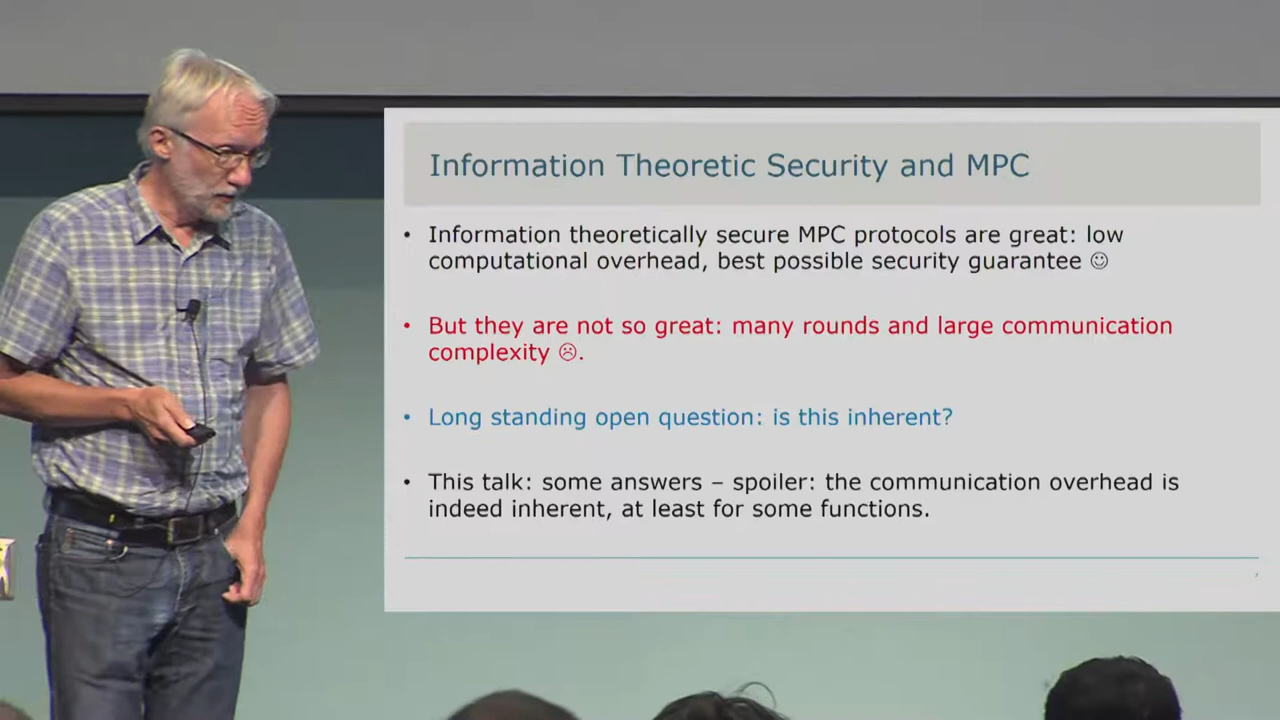 Information Theoretic Security and MPC
• Information theoretically secure MPC protocols are great: low
computational overhead, best possible security guarantee ☺
• But they are not so great: many rounds and large communication
complexity ☹.
• Long standing open question: is this inherent?
• This talk: some answers – spoiler: the communication overhead is
indeed inherent, at least for some functions.